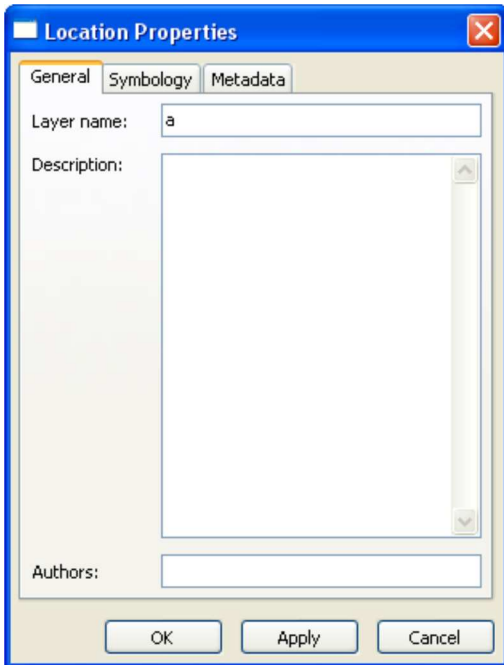 Location Properties
General Symbology Metadata
Layer name: a
Description:
Authors:
OK Apply Cancel